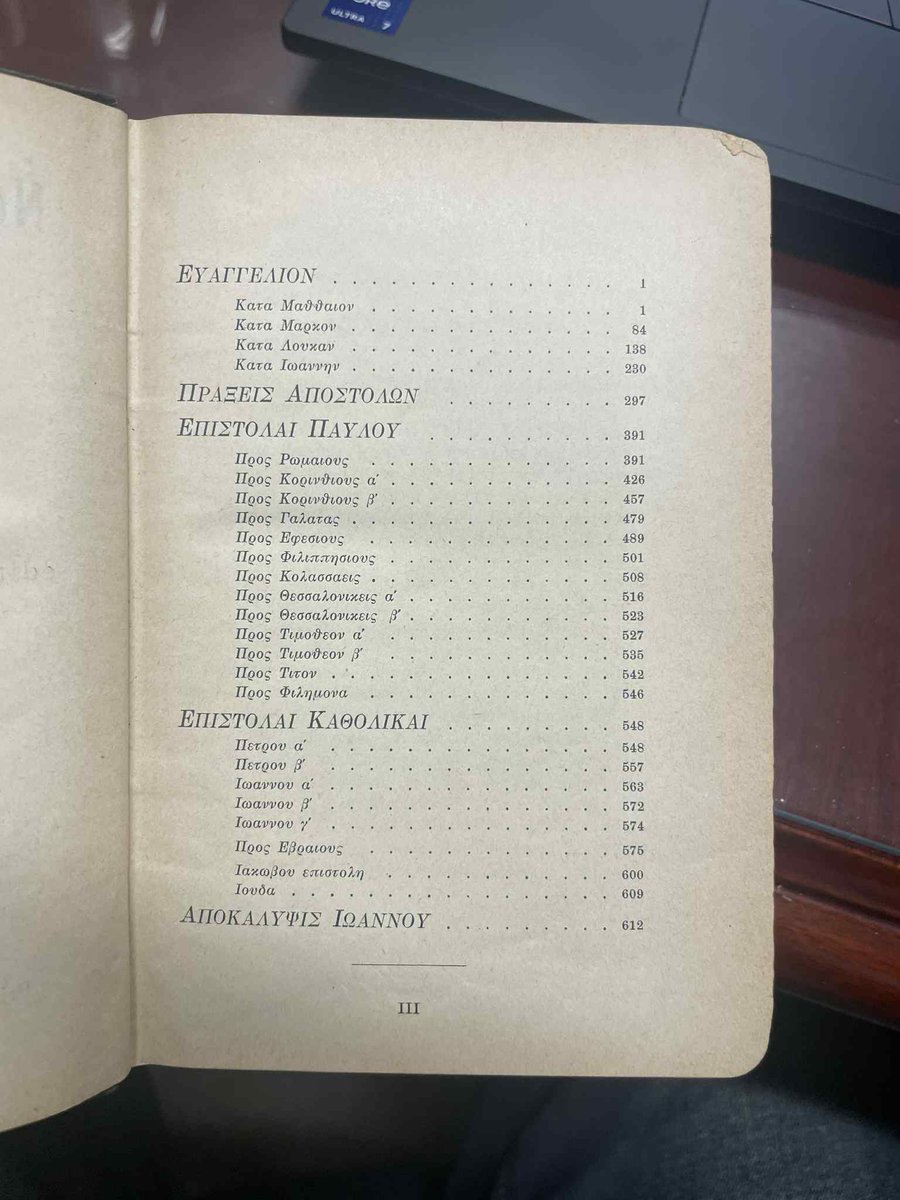 CORE
ULTRA 7
ΕΥΑΓΓΕΛΙΟΝ . . . . . . . . . . . . . . . 1
Κατα Μαθθαιον . . . . . . . . . . . . . 1
Κατα Μαρκον . . . . . . . . . . . . . . 84
Κατα Λουκαν . . . . . . . . . . . . . . 138
Κατα Ιωαννην . . . . . . . . . . . . . . 230
ΠΡΑΞΕΙΣ ΑΠΟΣΤΟΛΩΝ . . . . . . . . . 297
ΕΠΙΣΤΟΛΑΙ ΠΑΥΛΟΥ . . . . . . . . . . 391
Προς Ρωμαιους . . . . . . . . . . . . . 391
Προς Κορινθιους α' . . . . . . . . . . . . 426
Προς Κορινθιους β' . . . . . . . . . . . . 457
Προς Γαλατας . . . . . . . . . . . . . . 479
Προς Εφεσιους . . . . . . . . . . . . . 489
Προς Φιλιππησιους . . . . . . . . . . . . 501
Προς Κολασσαεις . . . . . . . . . . . . . 508
Προς Θεσσαλονικεις α' . . . . . . . . . . . 516
Προς Θεσσαλονικεις β' . . . . . . . . . . . 523
Προς Τιμοθεον α' . . . . . . . . . . . . 527
Προς Τιμοθεον β' . . . . . . . . . . . . 535
Προς Τιτον . . . . . . . . . . . . . . . 542
Προς Φιλημονα . . . . . . . . . . . . . 546
ΕΠΙΣΤΟΛΑΙ ΚΑΘΟΛΙΚΑΙ . . . . . . . . . 548
Πετρου α' . . . . . . . . . . . . . . . 548
Πετρου β' . . . . . . . . . . . . . . . 557
Ιωαννου α' . . . . . . . . . . . . . . . 563
Ιωαννου β' . . . . . . . . . . . . . . . 572
Ιωαννου γ' . . . . . . . . . . . . . . . 574
Προς Εβραιους . . . . . . . . . . . . . 575
Ιακωβου επιστολη . . . . . . . . . . . . 600
Ιουδα . . . . . . . . . . . . . . . . . 609
ΑΠΟΚΑΛΥΨΙΣ ΙΩΑΝΝΟΥ . . . . . . . . . 612
III